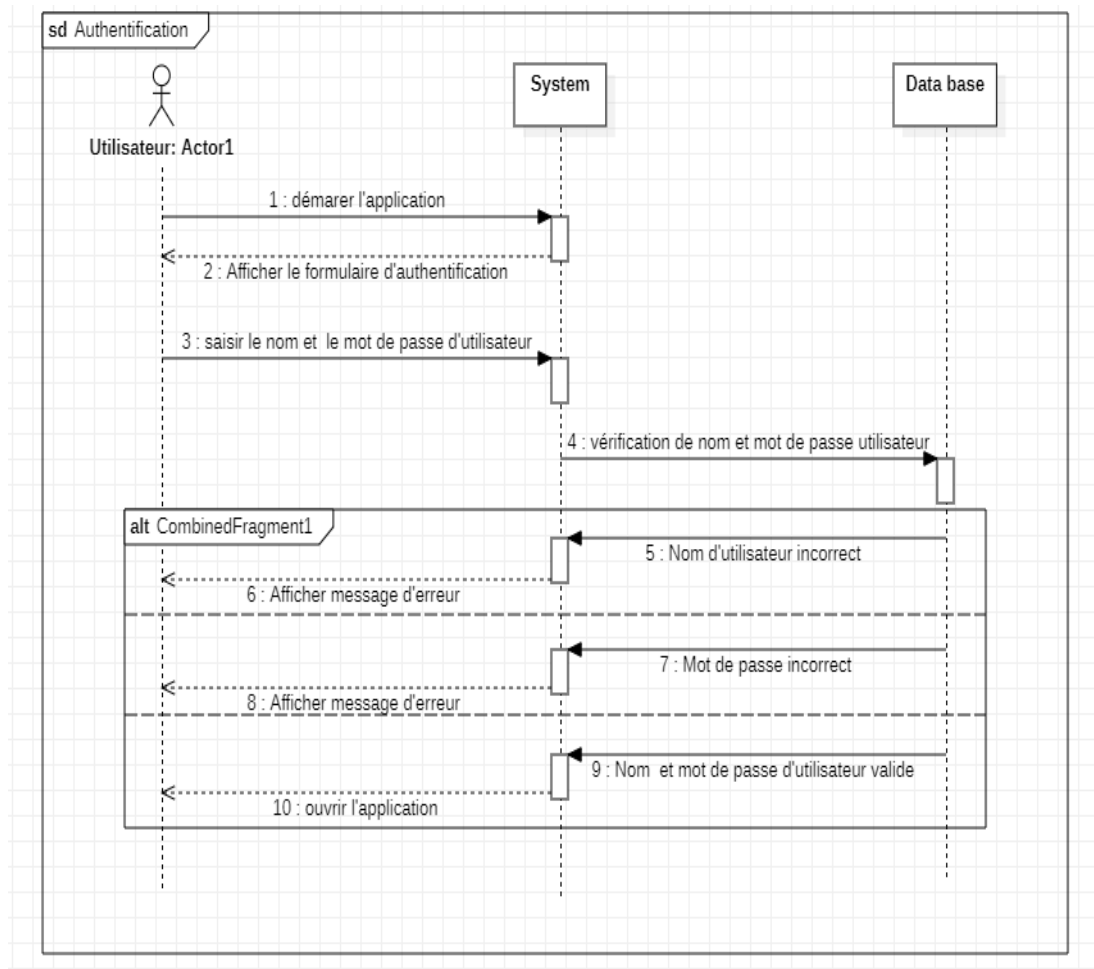 sd Authentification
System
Data base
Utilisateur: Actor1
1 : démarer l'application
2 : Afficher le formulaire d'authentification
3 : saisir le nom et le mot de passe d'utilisateur
4 : vérification de nom et mot de passe utilisateur
alt CombinedFragment1
5 : Nom d'utilisateur incorrect
6 : Afficher message d'erreur
7 : Mot de passe incorrect
8 : Afficher message d'erreur
9 : Nom et mot de passe d'utilisateur valide
10 : ouvrir l'application